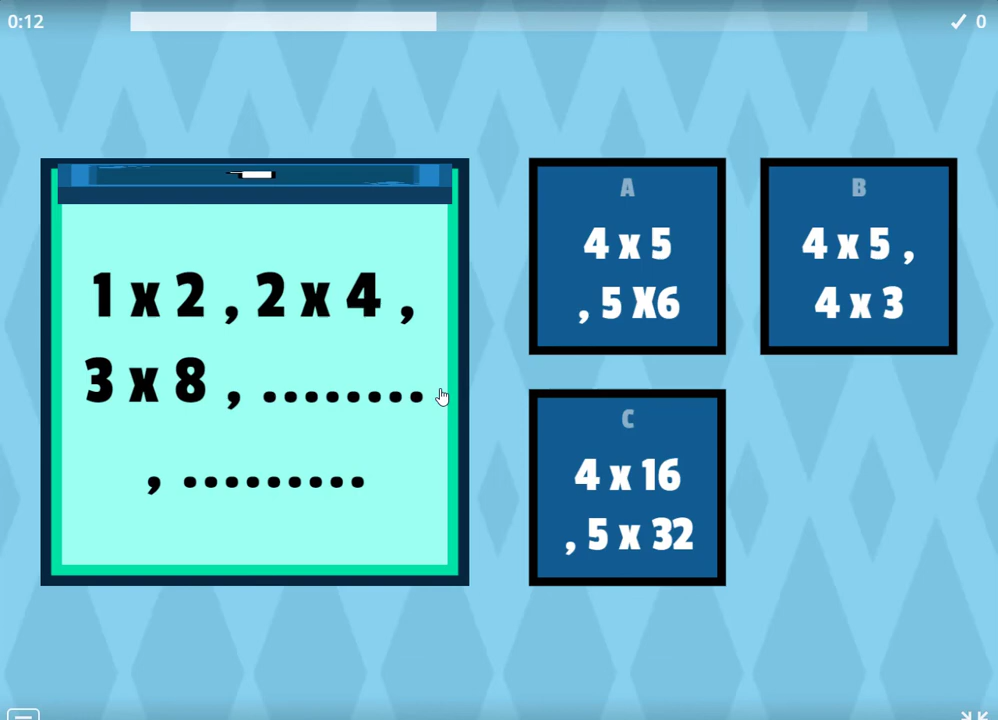 0:12
✓ 0
1 x 2 , 2 x 4 ,
3 x 8 , ........
, .........
A
4 x 5
, 5 X6
B
4 x 5 ,
4 x 3
C
4 x 16
, 5 x 32